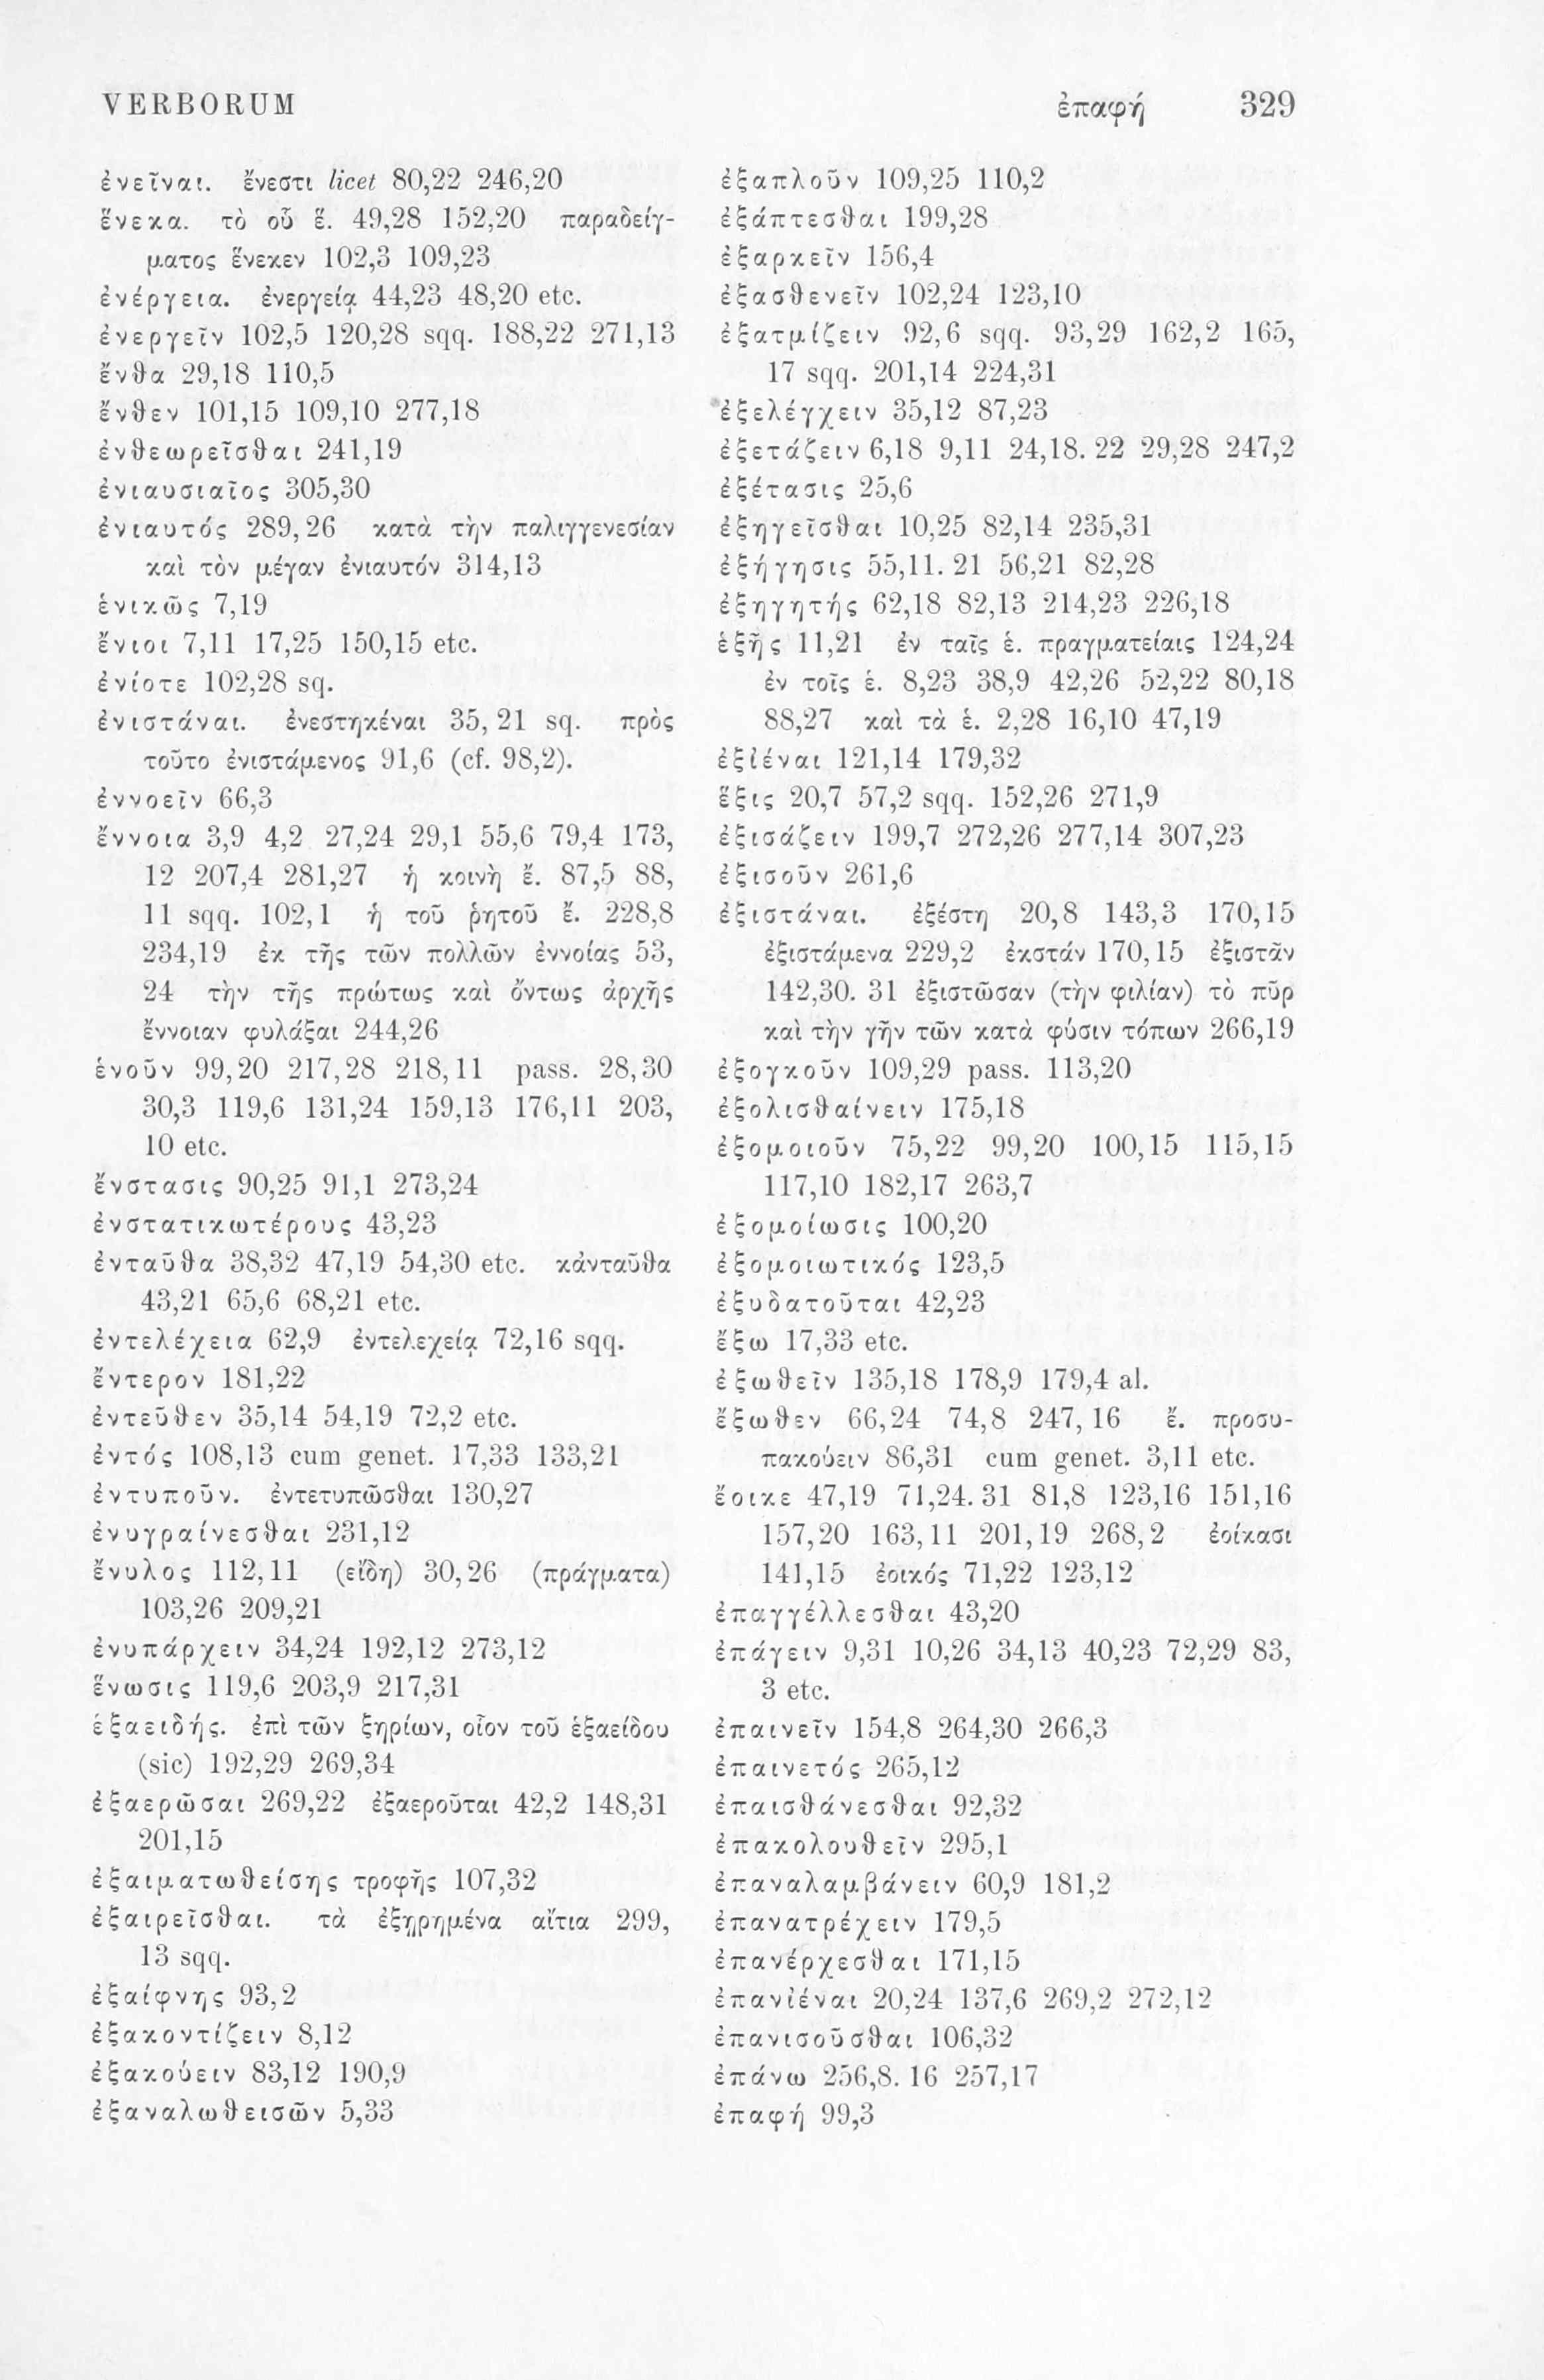 VERBORUM ἐπαφή 329
ἐνεῖναι. ἔνεστι licet 80,22 246,20
ἕνεκα. τὸ οὗ ἕ. 49,28 152,20 παραδείγ-
ματος ἕνεκεν 102,3 109,23
ἐνέργεια. ἐνεργείᾳ 44,23 48,20 etc.
ἐνεργεῖν 102,5 120,28 sqq. 188,22 271,13
ἔνθα 29,18 110,5
ἔνθεν 101,15 109,10 277,18
ἐνθεωρεῖσθαι 241,19
ἐνιαυσιαῖος 305,30
ἐνιαυτός 289,26 κατὰ τὴν παλιγγενεσίαν
καὶ τὸν μέγαν ἐνιαυτόν 314,13
ἑνικῶς 7,19
ἔνιοι 7,11 17,25 150,15 etc.
ἐνίοτε 102,28 sq.
ἐνιστάναι. ἐνεστηκέναι 35,21 sq. πρὸς
τοῦτο ἐνιστάμενος 91,6 (cf. 98,2).
ἐννοεῖν 66,3
ἔννοια 3,9 4,2 27,24 29,1 55,6 79,4 173,
12 207,4 281,27 ἡ κοινὴ ἔ. 87,5 88,
11 sqq. 102,1 ἡ τοῦ ῥητοῦ ἔ. 228,8
234,19 ἐκ τῆς τῶν πολλῶν ἐννοίας 53,
24 τὴν τῆς πρώτως καὶ ὄντως ἀρχῆς
ἔννοιαν φυλάξαι 244,26
ἑνοῦν 99,20 217,28 218,11 pass. 28,30
30,3 119,6 131,24 159,13 176,11 203,
10 etc.
ἔνστασις 90,25 91,1 273,24
ἐνστατικωτέρους 43,23
ἐνταῦθα 38,32 47,19 54,30 etc. κἀνταῦθα
43,21 65,6 68,21 etc.
ἐντελέχεια 62,9 ἐντελεχείᾳ 72,16 sqq.
ἔντερον 181,22
ἐντεῦθεν 35,14 54,19 72,2 etc.
ἐντός 108,13 cum genet. 17,33 133,21
ἐντυποῦν. ἐντετυπῶσθαι 130,27
ἐνυγραίνεσθαι 231,12
ἔνυλος 112,11 (εἴδη) 30,26 (πράγματα)
103,26 209,21
ἐνυπάρχειν 34,24 192,12 273,12
ἕνωσις 119,6 203,9 217,31
ἑξαειδής. ἐπὶ τῶν ξηρίων, οἷον τοῦ ἑξαείδου
(sic) 192,29 269,34
ἐξαερῶσαι 269,22 ἐξαεροῦται 42,2 148,31
201,15
ἐξαιματωθείσης τροφῆς 107,32
ἐξαιρεῖσθαι. τὰ ἐξῃρημένα αἴτια 299,
13 sqq.
ἐξαίφνης 93,2
ἐξακοντίζειν 8,12
ἐξακούειν 83,12 190,9
ἐξαναλωθεισῶν 5,33
ἐξαπλοῦν 109,25 110,2
ἐξάπτεσθαι 199,28
ἐξαρκεῖν 156,4
ἐξασθενεῖν 102,24 123,10
ἐξατμίζειν 92,6 sqq. 93,29 162,2 165,
17 sqq. 201,14 224,31
ἐξελέγχειν 35,12 87,23
ἐξετάζειν 6,18 9,11 24,18. 22 29,28 247,2
ἐξέτασις 25,6
ἐξηγεῖσθαι 10,25 82,14 235,31
ἐξήγησις 55,11. 21 56,21 82,28
ἐξηγητής 62,18 82,13 214,23 226,18
ἑξῆς 11,21 ἐν ταῖς ἑ. πραγματείαις 124,24
ἐν τοῖς ἑ. 8,23 38,9 42,26 52,22 80,18
88,27 καὶ τὰ ἑ. 2,28 16,10 47,19
ἐξἰέναι 121,14 179,32
ἕξις 20,7 57,2 sqq. 152,26 271,9
ἐξισάζειν 199,7 272,26 277,14 307,23
ἐξισοῦν 261,6
ἐξιστάναι. ἐξέστη 20,8 143,3 170,15
ἐξιστάμενα 229,2 ἐκστάν 170,15 ἐξιστᾶν
142,30. 31 ἐξιστῶσαν (τὴν φιλίαν) τὸ πῦρ
καὶ τὴν γῆν τῶν κατὰ φύσιν τόπων 266,19
ἐξογκοῦν 109,29 pass. 113,20
ἐξολισθαίνειν 175,18
ἐξομοιοῦν 75,22 99,20 100,15 115,15
117,10 182,17 263,7
ἐξομοίωσις 100,20
ἐξομοιωτικός 123,5
ἐξυδατοῦται 42,23
ἔξω 17,33 etc.
ἐξωθεῖν 135,18 178,9 179,4 al.
ἔξωθεν 66,24 74,8 247,16 ἔ. προσυ-
πακούειν 86,31 cum genet. 3,11 etc.
ἔοικε 47,19 71,24. 31 81,8 123,16 151,16
157,20 163,11 201,19 268,2 ἐοίκασι
141,15 ἐοικός 71,22 123,12
ἐπαγγέλλεσθαι 43,20
ἐπάγειν 9,31 10,26 34,13 40,23 72,29 83,
3 etc.
ἐπαινεῖν 154,8 264,30 266,3
ἐπαινετός 265,12
ἐπαισθάνεσθαι 92,32
ἐπακολουθεῖν 295,1
ἐπαναλαμβάνειν 60,9 181,2
ἐπανατρέχειν 179,5
ἐπανέρχεσθαι 171,15
ἐπανἰέναι 20,24 137,6 269,2 272,12
ἐπανισοῦσθαι 106,32
ἐπάνω 256,8. 16 257,17
ἐπαφή 99,3